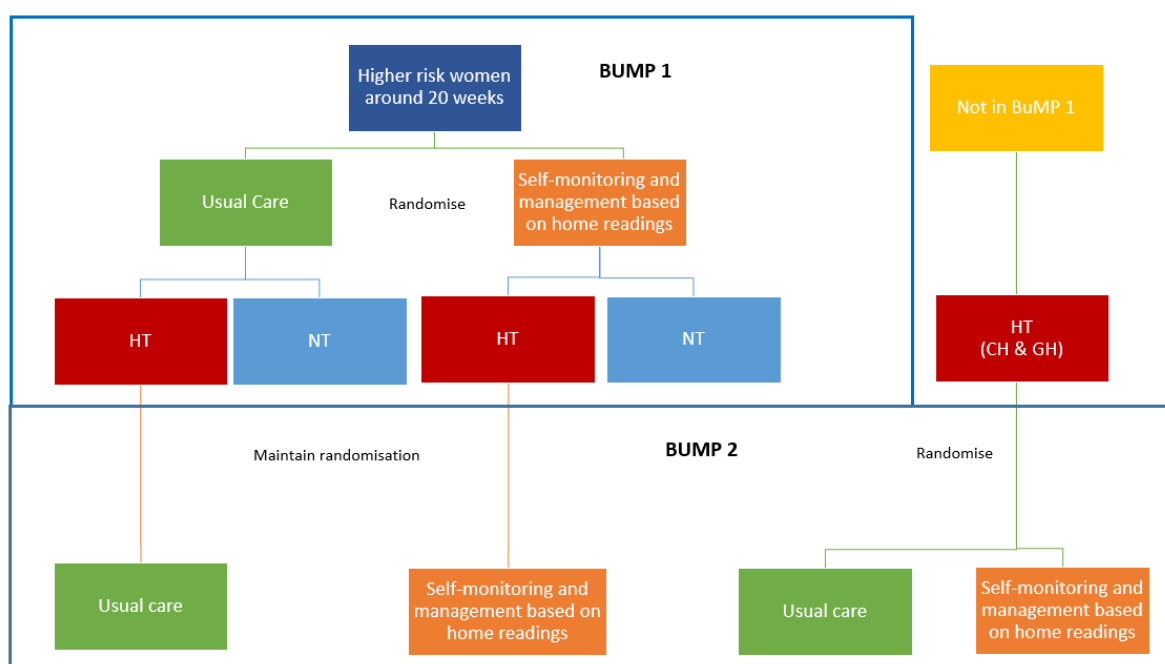 BUMP 1
Higher risk women
around 20 weeks
Not in BuMP 1
Usual Care
Randomise
Self-monitoring and
management based
on home readings
HT
NT
HT
NT
HT
(CH & GH)
BUMP 2
Maintain randomisation
Randomise
Usual care
Self-monitoring and
management based on
home readings
Usual care
Self-monitoring and
management based
on home readings